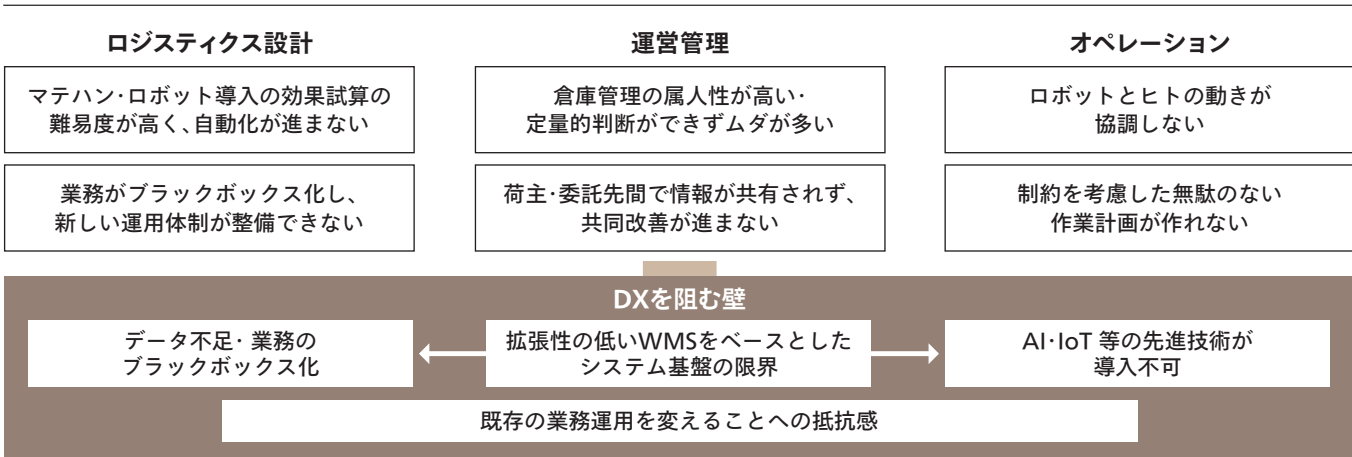 ロジスティクス設計
運営管理
オペレーション
マテハン・ロボット導入の効果試算の
難易度が高く、自動化が進まない
倉庫管理の属人性が高い・
定量的判断ができずムダが多い
ロボットとヒトの動きが
協調しない
業務がブラックボックス化し、
新しい運用体制が整備できない
荷主・委託先間で情報が共有されず、
共同改善が進まない
制約を考慮した無駄のない
作業計画が作れない
DXを阻む壁
データ不足・業務の
ブラックボックス化
拡張性の低いWMSをベースとした
システム基盤の限界
AI・IoT 等の先進技術が
導入不可
既存の業務運用を変えることへの抵抗感